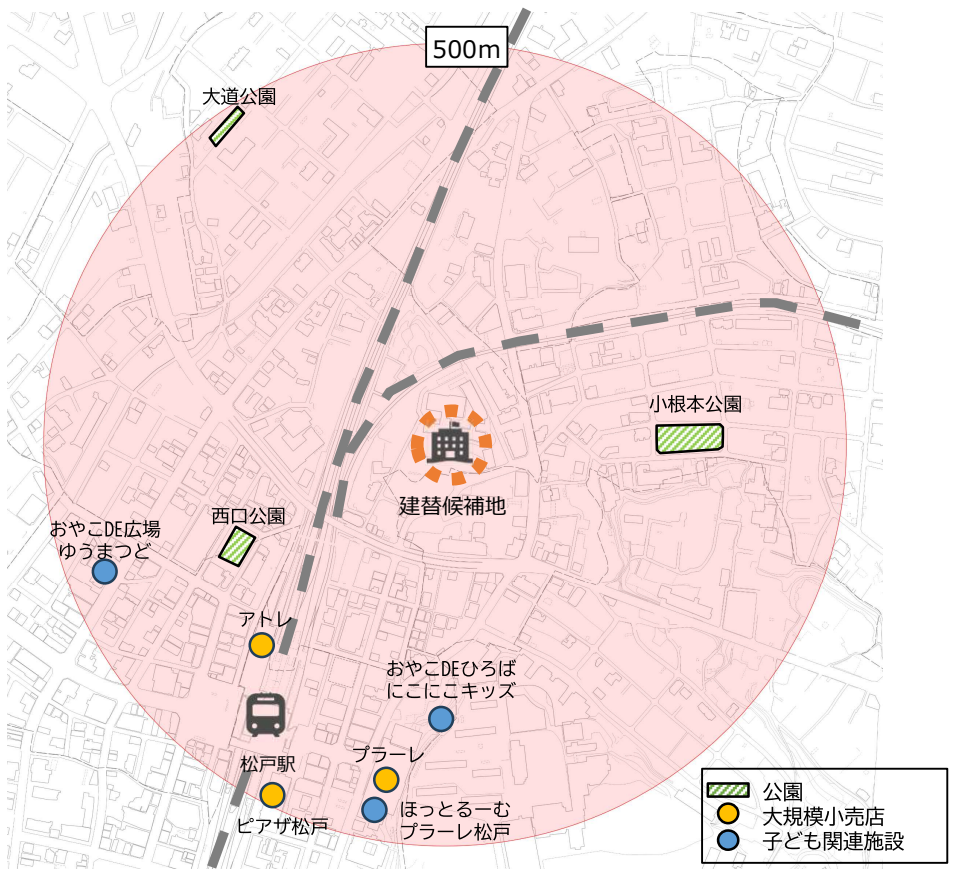 500m
大道公園
小根本公園
建替候補地
西口公園
おやこDE広場
ゆうまつど
アトレ
おやこDEひろば
にこにこキッズ
松戸駅
プラーレ
ピアザ松戸
ほっとるーむ
プラーレ松戸
公園
大規模小売店
子ども関連施設